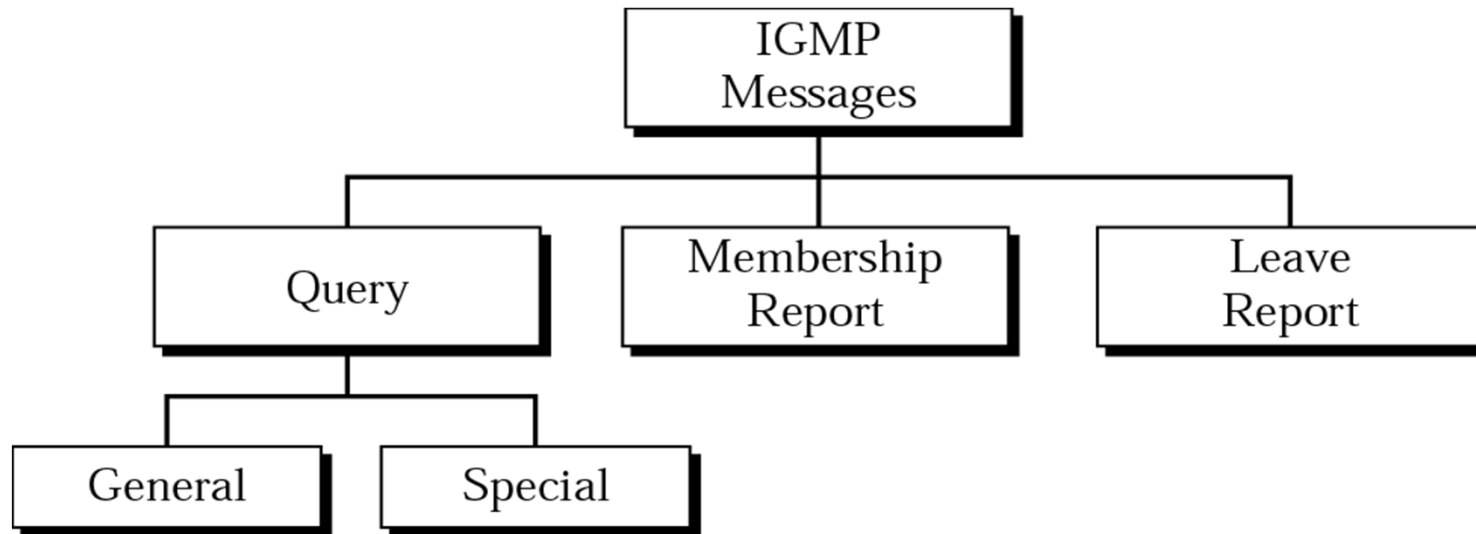 IGMP
Messages
Query
Membership
Report
Leave
Report
General
Special